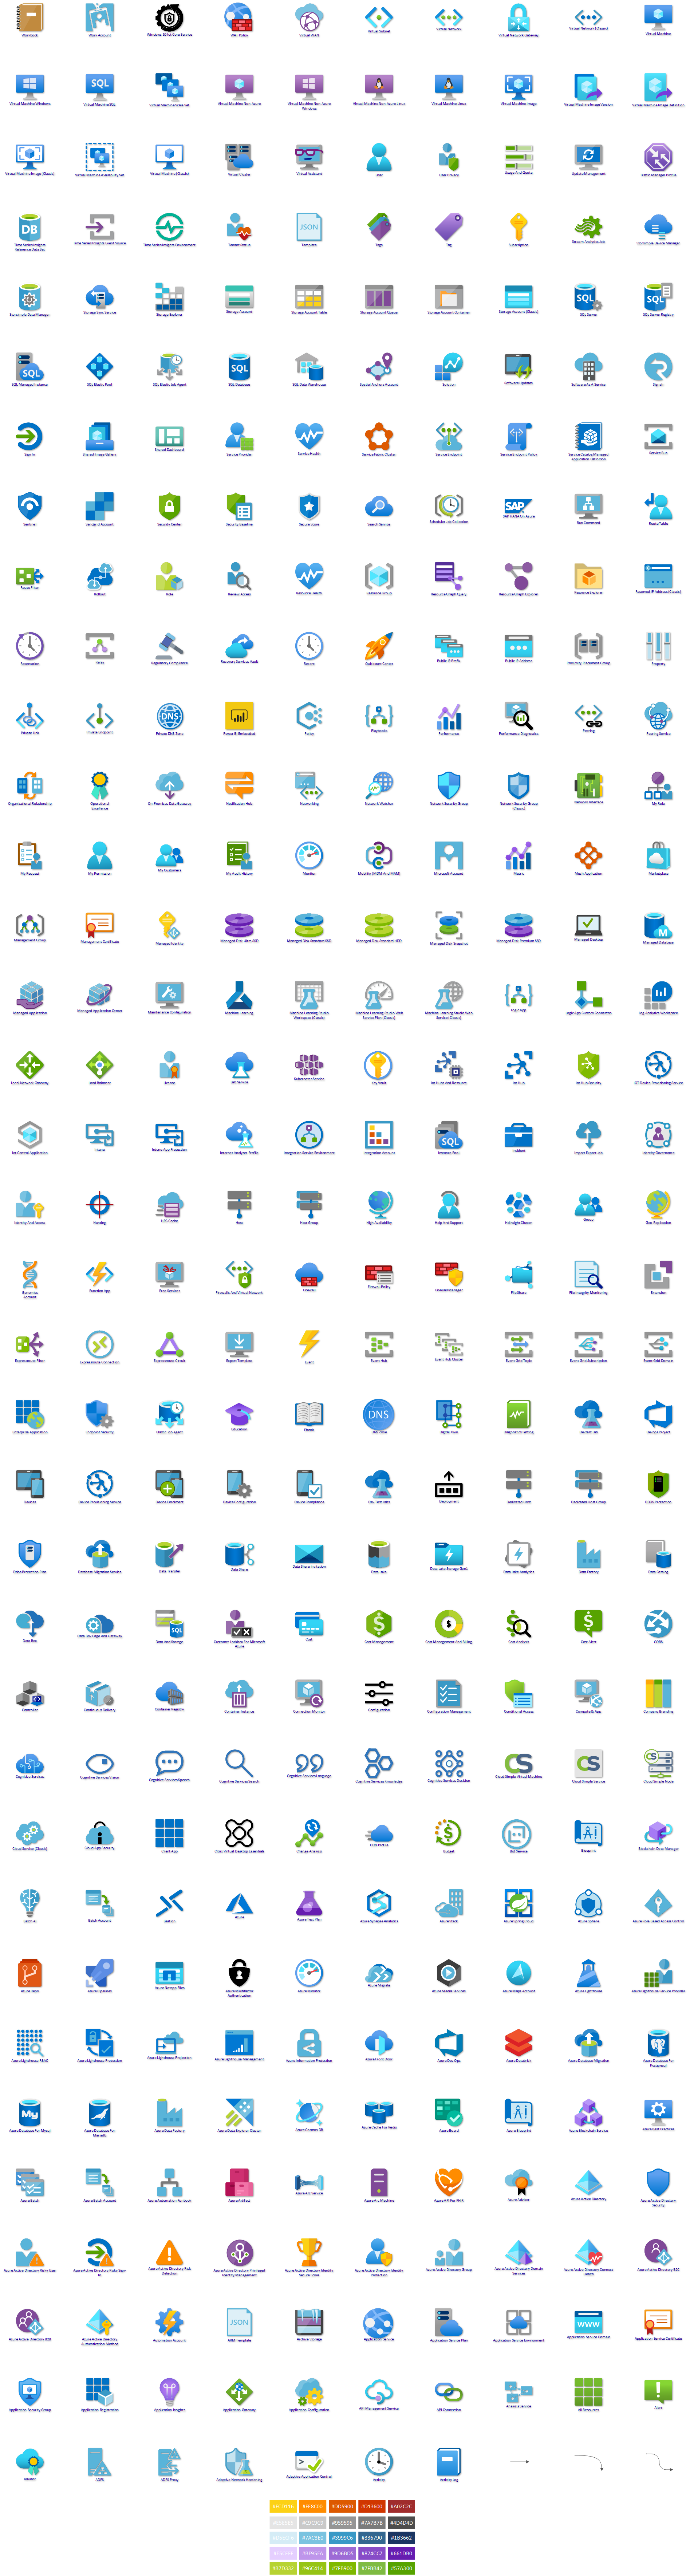 Workbook
Work Account
Windows 10 Iot Core Service
WAF Policy
Virtual WAN
Virtual Subnet
Virtual Network
Virtual Network Gateway
Virtual Network (Classic)
Virtual Machine
Virtual Machine Windows
SQL
Virtual Machine SQL
Virtual Machine Scale Set
Virtual Machine Non Azure
Virtual Machine Non Azure
Windows
Virtual Machine Non Azure Linux
Virtual Machine Linux
Virtual Machine Image
Virtual Machine Image Version
Virtual Machine Image Definition
Virtual Machine Image (Classic)
Virtual Machine Availability Set
Virtual Machine (Classic)
Virtual Cluster
Virtual Assistant
User
User Privacy
Usage And Quota
Update Management
Traffic Manager Profile
DB
Time Series Insights
Reference Data Set
Time Series Insights Event Source
Time Series Insights Environment
Tenant Status
JSON
Template
Tags
Tag
Subscription
Stream Analytics Job
Storsimple Device Manager
Storsimple Data Manager
Storage Sync Service
Storage Explorer
Storage Account
Storage Account Table
Storage Account Queue
Storage Account Container
Storage Account (Classic)
SQL
SQL Server
SQL
SQL Server Registry
SQL
SQL Managed Instance
SQL Elastic Pool
SQL Elastic Job Agent
SQL
SQL Database
SQL Data Warehouse
Spatial Anchors Account
Solution
Software Updates
Software As A Service
Signalr
Sign In
Shared Image Gallery
Shared Dashboard
Service Provider
Service Health
Service Fabric Cluster
Service Endpoint
Service Endpoint Policy
Service Catalog Managed
Application Definition
Service Bus
Sentinel
Sendgrid Account
Security Center
Security Baseline
Secure Score
Search Service
Scheduler Job Collection
SAP
SAP HANA On Azure
Run Command
Route Table
Route Filter
Rollout
Role
Review Access
Resource Health
Resource Group
Resource Graph Query
Resource Graph Explorer
Resource Explorer
Reserved IP Address (Classic)
Reservation
Relay
Regulatory Compliance
Recovery Services Vault
Recent
Quickstart Center
Public IP Prefix
Public IP Address
Proximity Placement Group
Property
Private Link
Private Endpoint
DNS
Private DNS Zone
Power BI Embedded
Policy
Playbooks
Performance
Performance Diagnostics
Peering
Peering Service
Organizational Relationship
Operational
Excellence
On-Premises Data Gateway
Notification Hub
Networking
Network Watcher
Network Security Group
Network Security Group
(Classic)
Network Interface
My Role
My Request
My Permission
My Customers
My Audit History
Monitor
Mobility (MDM And MAM)
Microsoft Account
Metric
Mesh Application
Marketplace
Management Group
Management Certificate
Managed Identity
Managed Disk Ultra SSD
Managed Disk Standard SSD
Managed Disk Standard HDD
Managed Disk Snapshot
Managed Disk Premium SSD
Managed Desktop
Managed Database
Managed Application
Managed Application Center
Maintenance Configuration
Machine Learning
Machine Learning Studio
Workspace (Classic)
Machine Learning Studio Web
Service Plan (Classic)
Machine Learning Studio Web
Service (Classic)
Logic App
Logic App Custom Connection
Log Analytics Workspace
Local Network Gateway
Load Balancer
License
Lab Service
Kubernetes Service
Key Vault
Iot Hubs And Resource
Iot Hub
Iot Hub Security
IOT Device Provisioning Service
Iot Central Application
Intune
Intune App Protection
Internet Analyzer Profile
Integration Service Environment
Integration Account
SQL
Instance Pool
Incident
Import Export Job
Identity Governance
Identity And Access
Hunting
HPC Cache
Host
Host Group
High Availability
Help And Support
Hdinsight Cluster
Group
Geo Replication
Genomics
Account
Function App
Free Services
Firewalls And Virtual Network
Firewall
Firewall Policy
Firewall Manager
File Share
File Integrity Monitoring
Extension
Expressroute Filter
Expressroute Connection
Expressroute Circuit
Export Template
Event
Event Hub
Event Hub Cluster
Event Grid Topic
Event Grid Subscription
Event Grid Domain
Enterprise Application
Endpoint Security
Elastic Job Agent
Education
Ebook
DNS
DNS Zone
Digital Twin
Diagnostic Setting
Devtest Lab
Devops Project
Devices
Device Provisioning Service
Device Enrolment
Device Configuration
Device Compliance
Dev Test Labs
Deployment
Dedicated Host
Dedicated Host Group
DDOS Protection
Ddos Protection Plan
Database Migration Service
Data Transfer
Data Share
Data Share Invitation
Data Lake
Data Lake Storage Gen1
Data Lake Analytics
Data Factory
Data Catalog
Data Box
Data Box Edge And Gateway
SQL
Data And Storage
Customer Lockbox For Microsoft
Azure
Cost
Cost Management
Cost Management And Billing
Cost Analysis
Cost Alert
CORS
Controller
Continuous Delivery
Container Registry
Container Instance
Connection Monitor
Configuration
Configuration Management
Conditional Access
Compute & App
Company Branding
Cognitive Services
Cognitive Services Vision
Cognitive Services Speech
Cognitive Services Search
Cognitive Services Language
Cognitive Services Knowledge
Cognitive Services Decision
CS
Cloud Simple Virtual Machine
CS
Cloud Simple Service
CS
Cloud Simple Node
Cloud Service (Classic)
Cloud App Security
Client App
Citrix Virtual Desktop Essentials
Change Analysis
CDN Profile
Budget
Bot Service
Blueprint
Blockchain Data Manager
Batch AI
Batch Account
Bastion
Azure
Azure Test Plan
Azure Synapse Analytics
Azure Stack
Azure Spring Cloud
Azure Sphere
Azure Role Based Access Control
Azure Repo
Azure Pipelines
Azure Netapp Files
Azure Multifactor
Authentication
Azure Monitor
Azure Migrate
Azure Media Services
Azure Maps Account
Azure Lighthouse
Azure Lighthouse Service Provider
Azure Lighthouse RBAC
Azure Lighthouse Protection
Azure Lighthouse Projection
Azure Lighthouse Management
Azure Information Protection
Azure Front Door
Azure Dev Ops
Azure Databrics
Azure Database Migration
Azure Database For
Postgresql
My
Azure Database For Mysql
Azure Database For
Mariadb
Azure Data Factory
Azure Data Explorer Cluster
Azure Cosmos DB
Azure Cache For Redis
Azure Board
Azure Blueprint
Azure Blockchain Service
Azure Best Practices
Azure Batch
Azure Batch Account
Azure Automation Runbook
Azure Artifact
Azure Arc Service
Azure Arc Machine
Azure API For FHIR
Azure Advisor
Azure Active Directory
Azure Active Directory
Security
Azure Active Directory Risky User
Azure Active Directory Risky Sign
In
Azure Active Directory Risk
Detection
Azure Active Directory Privileged
Identity Management
Azure Active Directory Identity
Secure Score
Azure Active Directory Identity
Protection
Azure Active Directory Group
Azure Active Directory Domain
Services
Azure Active Directory Connect
Health
Azure Active Directory B2C
Azure Active Directory B2B
Azure Active Directory
Authentication Method
Automation Account
JSON
ARM Template
Archive Storage
Application Service
Application Service Plan
Application Service Environment
WWW
Application Service Domain
Application Service Certificate
Application Security Group
Application Registration
Application Insights
Application Gateway
Application Configuration
API Management Service
API Connection
Analysis Service
All Resources
Alert
Advisor
ADFS
ADFS Proxy
Adaptive Network Hardening
Adaptive Application Control
Activity
Activity Log
#FF8C00 #DD5900 #D13600 #A02C2C
#959595 #7A7B7B #4D4D4D
#7AC3E0 #3999C6 #336790 #1B3662
#874CC7 #661D80
#96C414 #7FB900 #7FBB42 #57A300